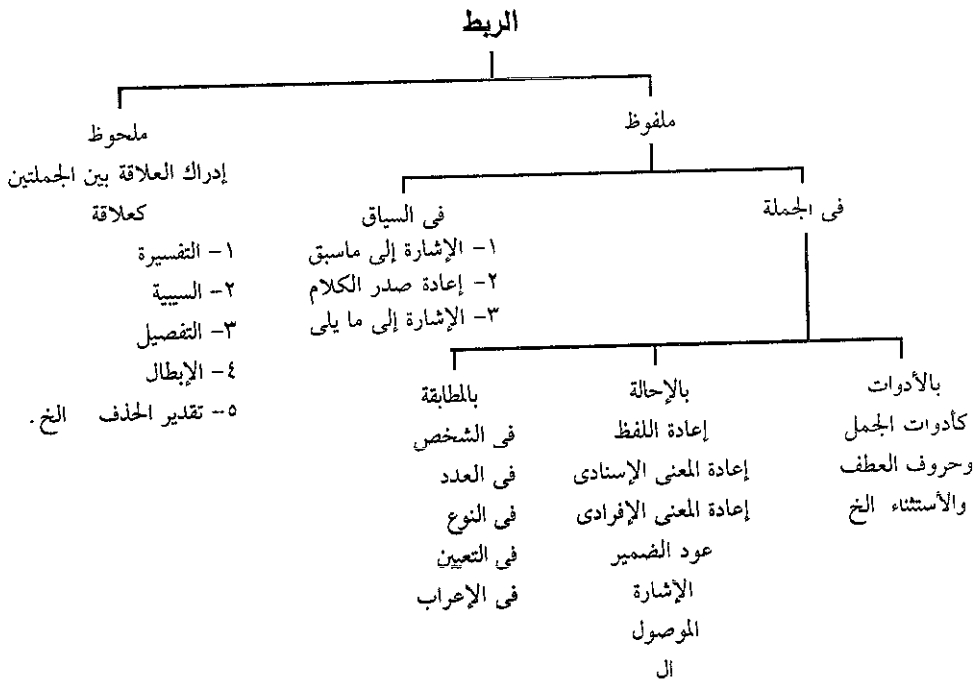 الربط
ملفوظ
ملحوظ
إدراك العلاقة بين الجملتين
كعلاقة
١- التفسيرة
٢- السببية
٣- التفصيل
٤- الإبطال
٥- تقدير الحذف الخ.
فى الجملة
فى السياق
١- الإشارة إلى ماسبق
٢- إعادة صدر الكلام
٣- الإشارة إلى ما يلى
بالأدوات
كأدوات الجمل
وحروف العطف
والأستثناء الخ
بالإحالة
إعادة اللفظ
إعادة المعنى الإسنادى
إعادة المعنى الإفرادى
عود الضمير
الإشارة
الموصول
ال
بالمطابقة
فى الشخص
فى العدد
فى النوع
فى التعيين
فى الإعراب